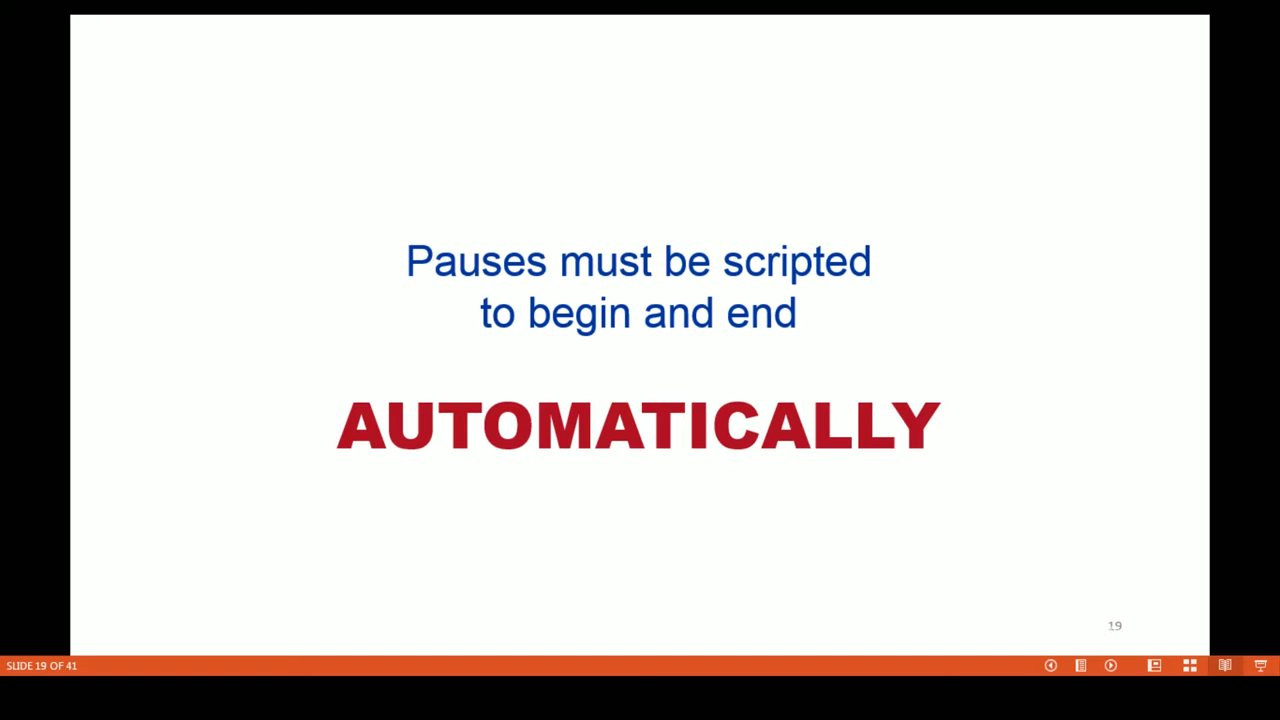 Pauses must be scripted
to begin and end
AUTOMATICALLY
19
SLIDE 19 OF 41